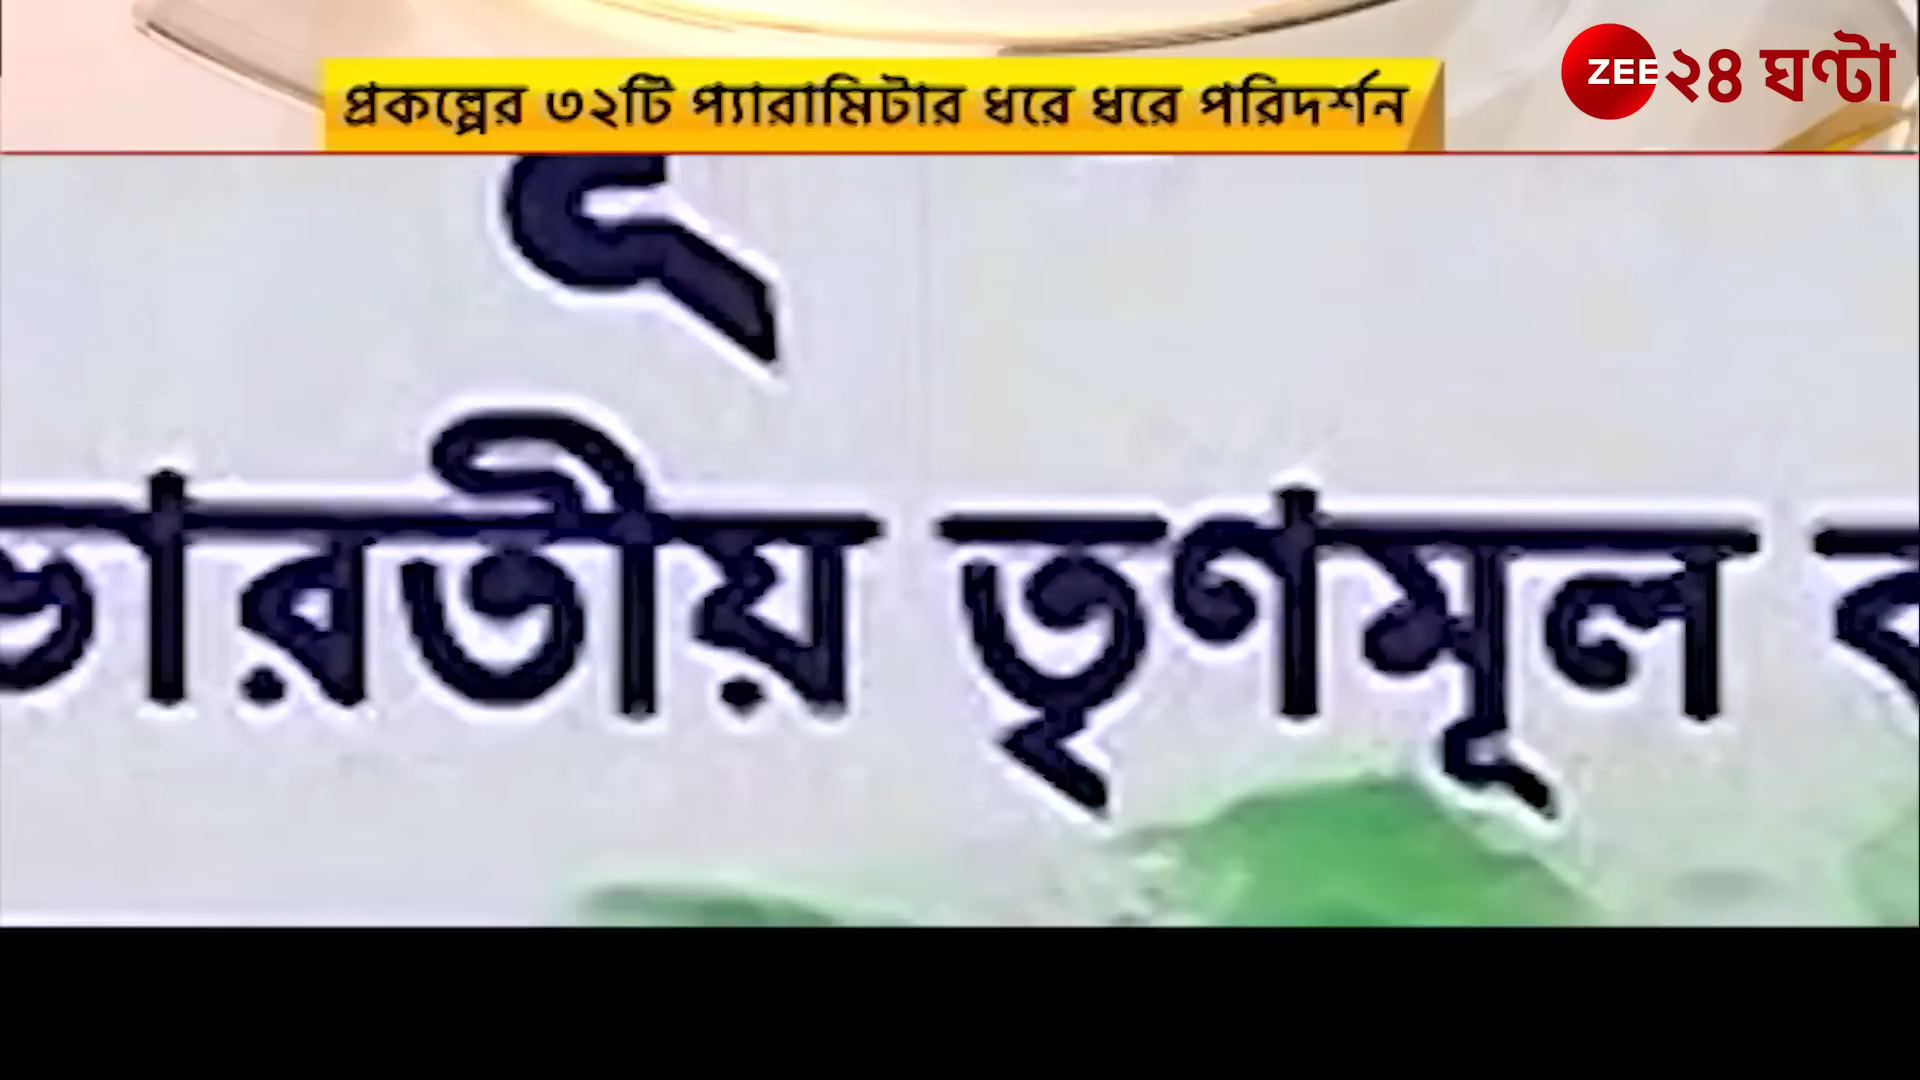 প্রকল্পের ৩২টি প্যারামিটার ধরে ধরে পরিদর্শন
ZEE ২৪ ঘণ্টা
ভারতীয় তৃণমূল